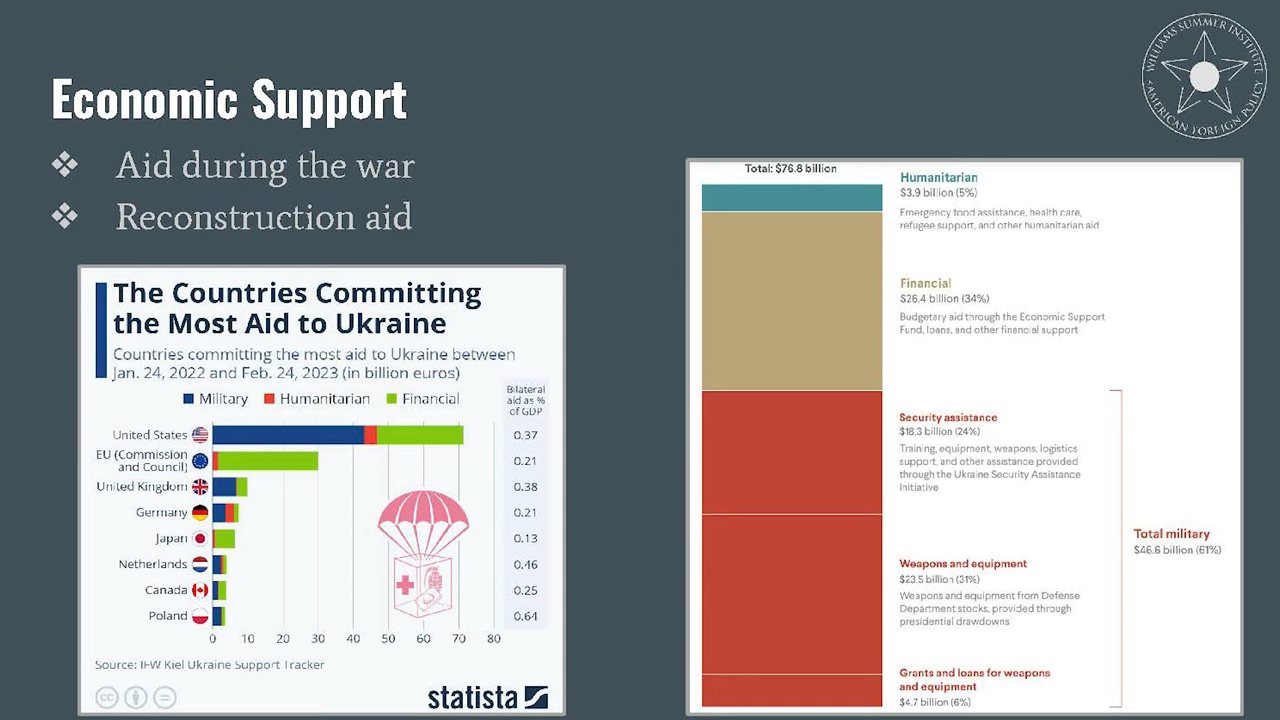 Economic Support
❖ Aid during the war
❖ Reconstruction aid
WILLIAMS SUMMER INSTITUTE
AMERICAN FOREIGN POLICY
The Countries Committing
the Most Aid to Ukraine
Countries committing the most aid to Ukraine between
Jan. 24, 2022 and Feb. 24, 2023 (in billion euros)
Military Humanitarian Financial
Bilateral
aid as %
of GDP
United States 0.37
EU (Commission
and Council) 0.21
United Kingdom 0.38
Germany 0.21
Japan 0.13
Netherlands 0.46
Canada 0.25
Poland 0.64
0 10 20 30 40 50 60 70 80
Source: IFW Kiel Ukraine Support Tracker
cc
statista
Total: $76.8 billion
Humanitarian
$3.9 billion (5%)
Emergency food assistance, health care,
refugee support, and other humanitarian aid
Financial
$26.4 billion (34%)
Budgetary aid through the Economic Support
Fund, loans, and other financial support
Security assistance
$18.3 billion (24%)
Training, equipment, weapons, logistics
support, and other assistance provided
through the Ukraine Security Assistance
Initiative
Total military
$46.6 billion (61%)
Weapons and equipment
$23.5 billion (31%)
Weapons and equipment from Defense
Department stocks, provided through
presidential drawdowns
Grants and loans for weapons
and equipment
$4.7 billion (6%)